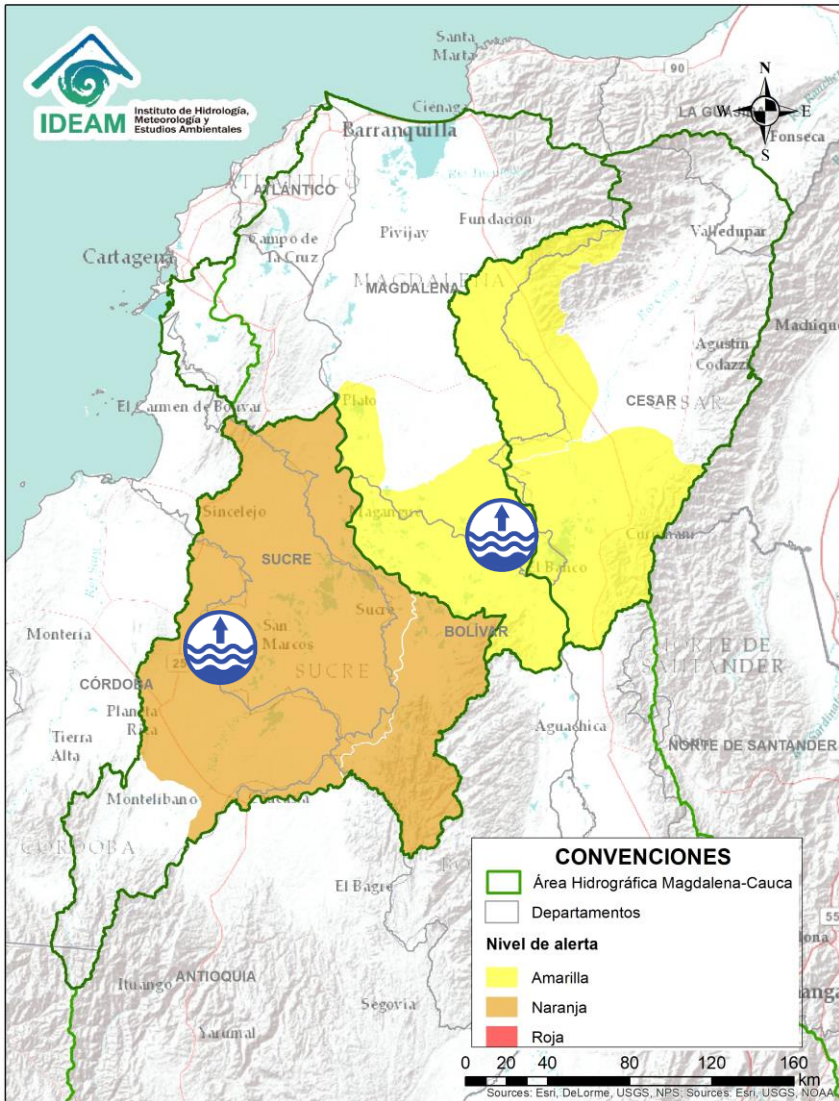 IDEAM
Instituto de Hidrología,
Meteorología y
Estudios Ambientales
Santa
Marta
90
N
W
E
S
Ciénaga
Barranquilla
Fonseca
ATLÁNTICO
Fundación
Pivijay
Valledupar
Campo de
la Cruz
Cartagena
MAGDALENA
MAGDALENA
Agustín
Codazzi
El Carmen de Bolívar
Plato
CESAR
CESAR
Sincelejo
Magangué
SUCRE
El Banco
Sucre
BOLÍVAR
Montería
San
Marcos
25
SUCRE
NORTE DE
SANTANDER
CÓRDOBA
Planeta
Rica
Tierra
Alta
Aguachica
NORTE DE SANTANDER
Montelíbano
CÓRDOBA
El Bagre
Ituango
ANTIOQUIA
Segovia
Yarumal
CONVENCIONES
Área Hidrográfica Magdalena-Cauca
Departamentos
Nivel de alerta
Amarilla
Naranja
Roja
55
0 20 40 80 120 160
km
Sources: Esri, DeLorme, USGS, NPS; Sources: Esri, USGS, NOAA